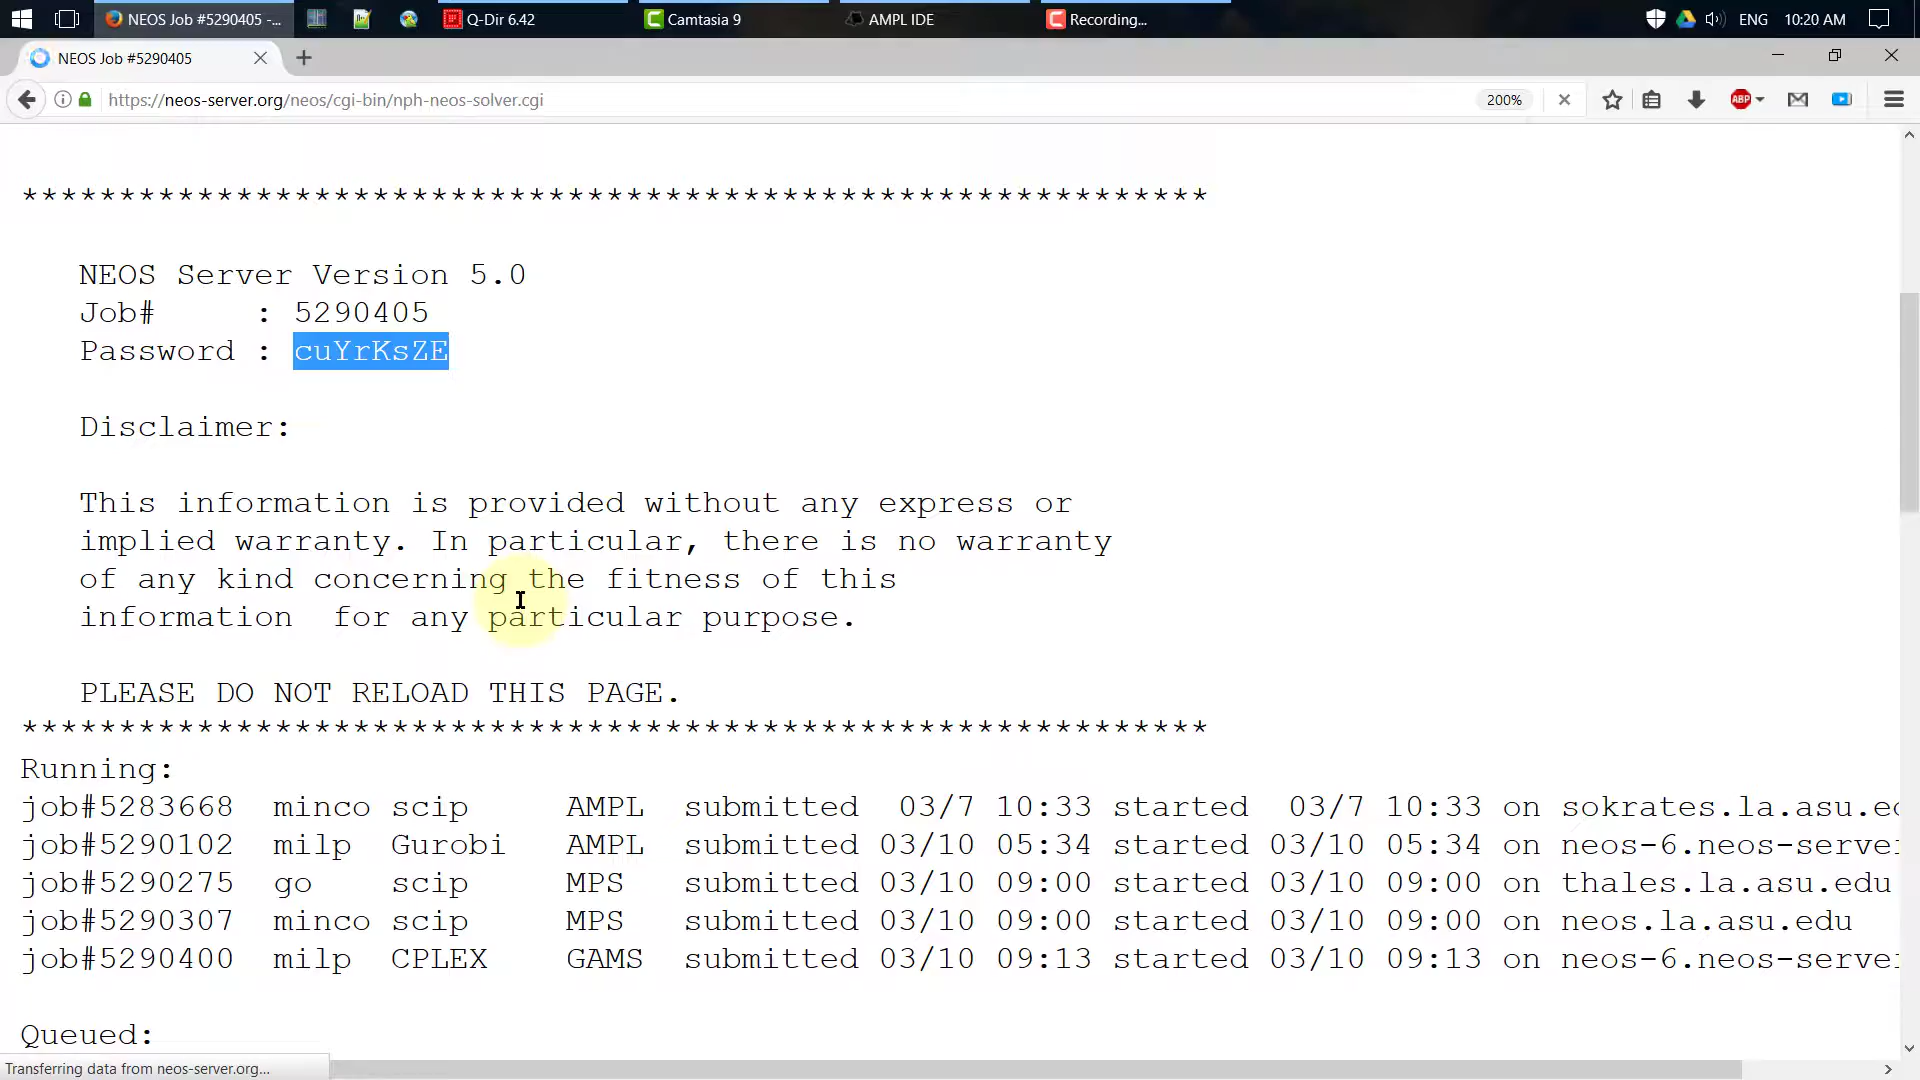 NEOS Job #5290405 -...
Q-Dir 6.42
Camtasia 9
AMPL IDE
Recording...
ENG
10:20 AM
NEOS Job #5290405
https://neos-server.org/neos/cgi-bin/nph-neos-solver.cgi
200%
ABP
**************************************************************
NEOS Server Version 5.0
Job# : 5290405
Password : cuYrKsZE
Disclaimer:
This information is provided without any express or
implied warranty. In particular, there is no warranty
of any kind concerning the fitness of this
information for any particular purpose.
PLEASE DO NOT RELOAD THIS PAGE.
**************************************************************
Running:
job#5283668 minco scip AMPL submitted 03/7 10:33 started 03/7 10:33 on sokrates.la.asu.ed
job#5290102 milp Gurobi AMPL submitted 03/10 05:34 started 03/10 05:34 on neos-6.neos-server
job#5290275 go scip MPS submitted 03/10 09:00 started 03/10 09:00 on thales.la.asu.edu
job#5290307 minco scip MPS submitted 03/10 09:00 started 03/10 09:00 on neos.la.asu.edu
job#5290400 milp CPLEX GAMS submitted 03/10 09:13 started 03/10 09:13 on neos-6.neos-server
Queued:
Transferring data from neos-server.org...